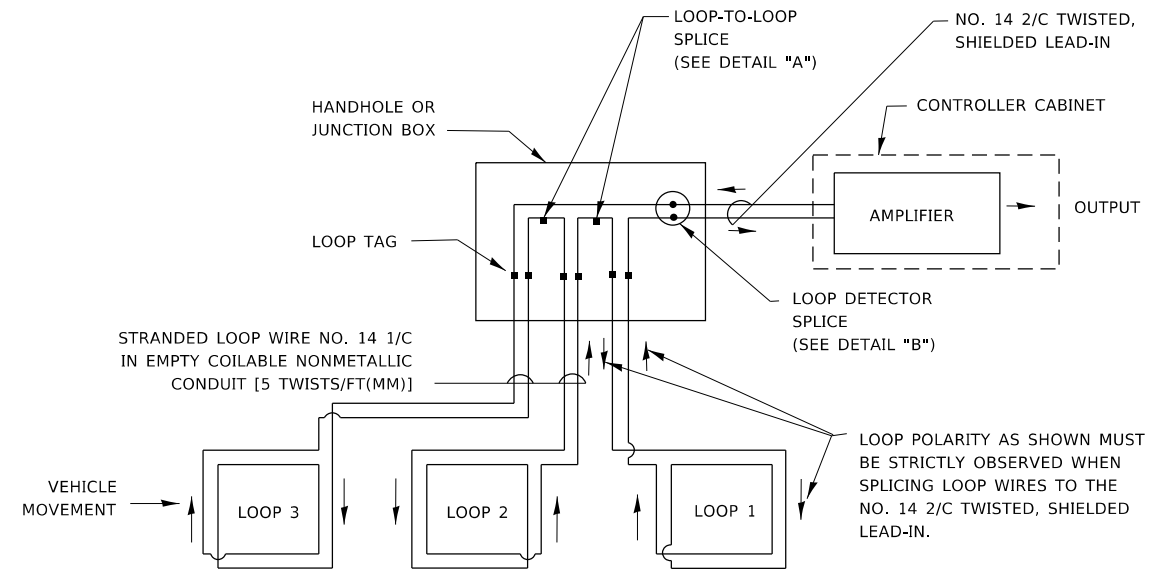 LOOP-TO-LOOP
SPLICE
(SEE DETAIL "A")
NO. 14 2/C TWISTED,
SHIELDED LEAD-IN
HANDHOLE OR
JUNCTION BOX
CONTROLLER CABINET
AMPLIFIER
OUTPUT
LOOP TAG
LOOP DETECTOR
SPLICE
(SEE DETAIL "B")
STRANDED LOOP WIRE NO. 14 1/C
IN EMPTY COILABLE NONMETALLIC
CONDUIT [5 TWISTS/FT(MM)]
LOOP POLARITY AS SHOWN MUST
BE STRICTLY OBSERVED WHEN
SPLICING LOOP WIRES TO THE
NO. 14 2/C TWISTED, SHIELDED
LEAD-IN.
VEHICLE
MOVEMENT
LOOP 3
LOOP 2
LOOP 1